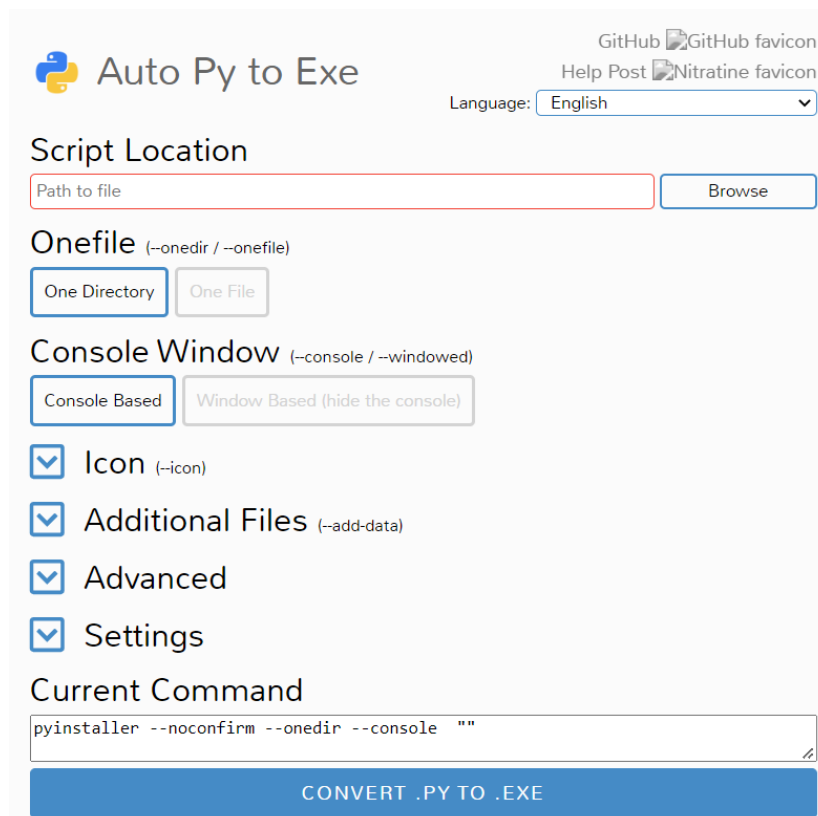 GitHub GitHub favicon
Auto Py to Exe
Help Post Nitratine favicon
Language: English
Script Location
Path to file Browse
Onefile (--onedir / --onefile)
One Directory One File
Console Window (--console / --windowed)
Console Based Window Based (hide the console)
Icon (--icon)
Additional Files (--add-data)
Advanced
Settings
Current Command
pyinstaller --noconfirm --onedir --console  ""
CONVERT .PY TO .EXE